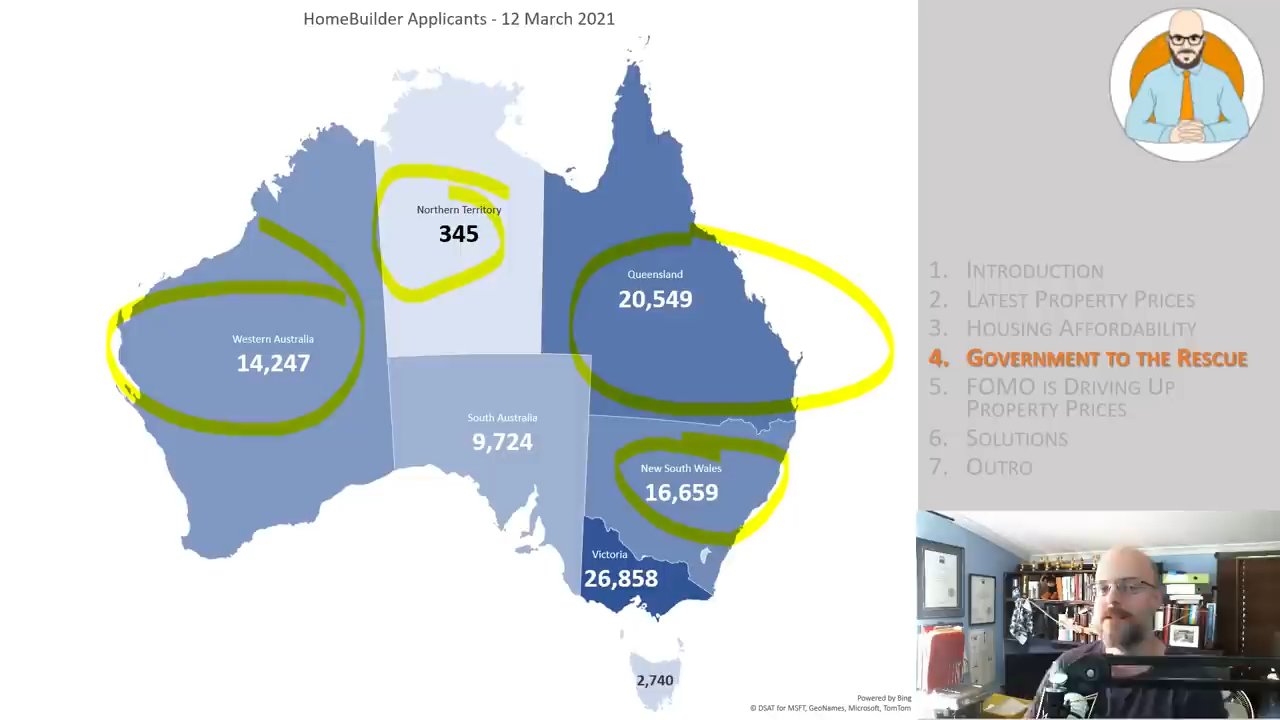 HomeBuilder Applicants - 12 March 2021
Northern Territory
345
Queensland
20,549
Western Australia
14,247
South Australia
9,724
New South Wales
16,659
Victoria
26,858
2,740
Powered by Bing
© DSAT for MSFT, GeoNames, Microsoft, TomTom
1. Introduction
2. Latest Property Prices
3. Housing Affordability
4. Government to the Rescue
5. FOMO is Driving Up
Property Prices
6. Solutions
7. Outro